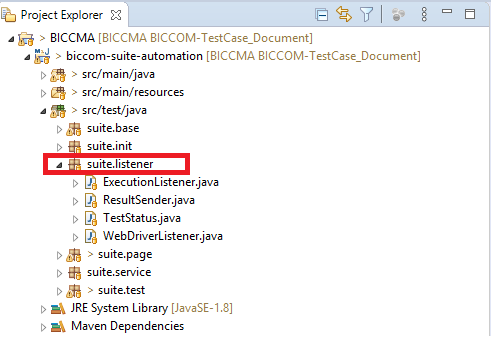 Project Explorer
> BICCMA [BICCMA BICCOM-TestCase_Document]
> biccom-suite-automation [BICCMA BICCOM-TestCase_Document]
> src/main/java
> src/main/resources
> src/test/java
suite.base
suite.init
suite.listener
ExecutionListener.java
ResultSender.java
TestStatus.java
WebDriverListener.java
> suite.page
suite.service
> suite.test
JRE System Library [JavaSE-1.8]
Maven Dependencies